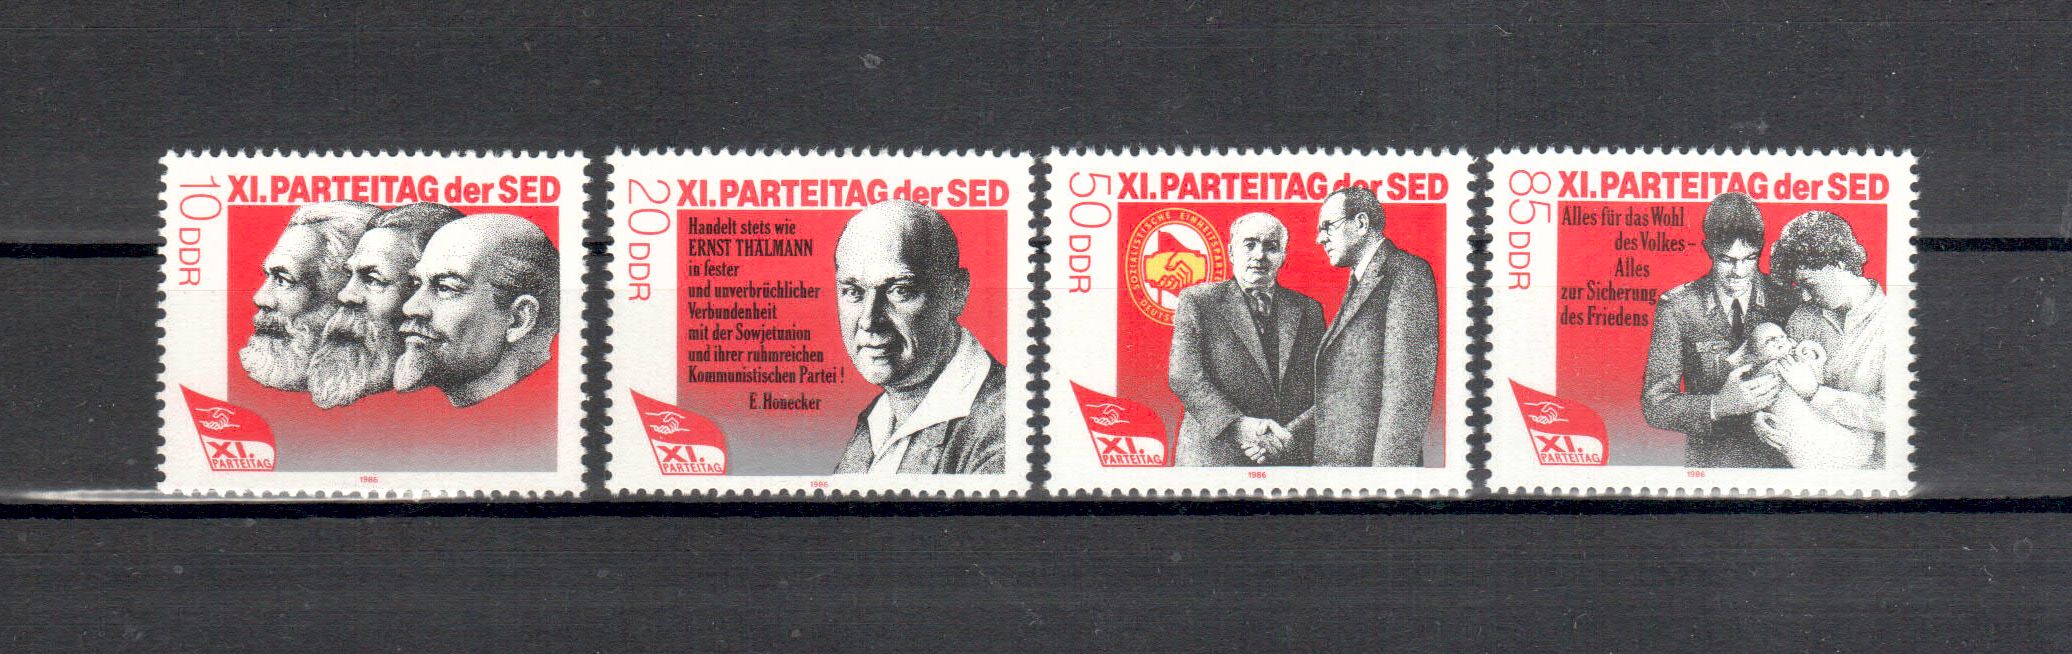 10 DDR
XI. PARTEITAG der SED
XI.
PARTEITAG
1986
20 DDR
XI. PARTEITAG der SED
Handelt stets wie
ERNST THÄLMANN
in fester
und unverbrüchlicher
Verbundenheit
mit der Sowjetunion
und ihrer ruhmreichen
Kommunistischen Partei!
E. Honecker
XI.
PARTEITAG
1986
50 DDR
XI. PARTEITAG der SED
SOZIALISTISCHE EINHEITSPARTEI
XI.
PARTEITAG
1986
85 DDR
XI. PARTEITAG der SED
Alles für das Wohl
des Volkes –
Alles
zur Sicherung
des Friedens
XI.
PARTEITAG
1986